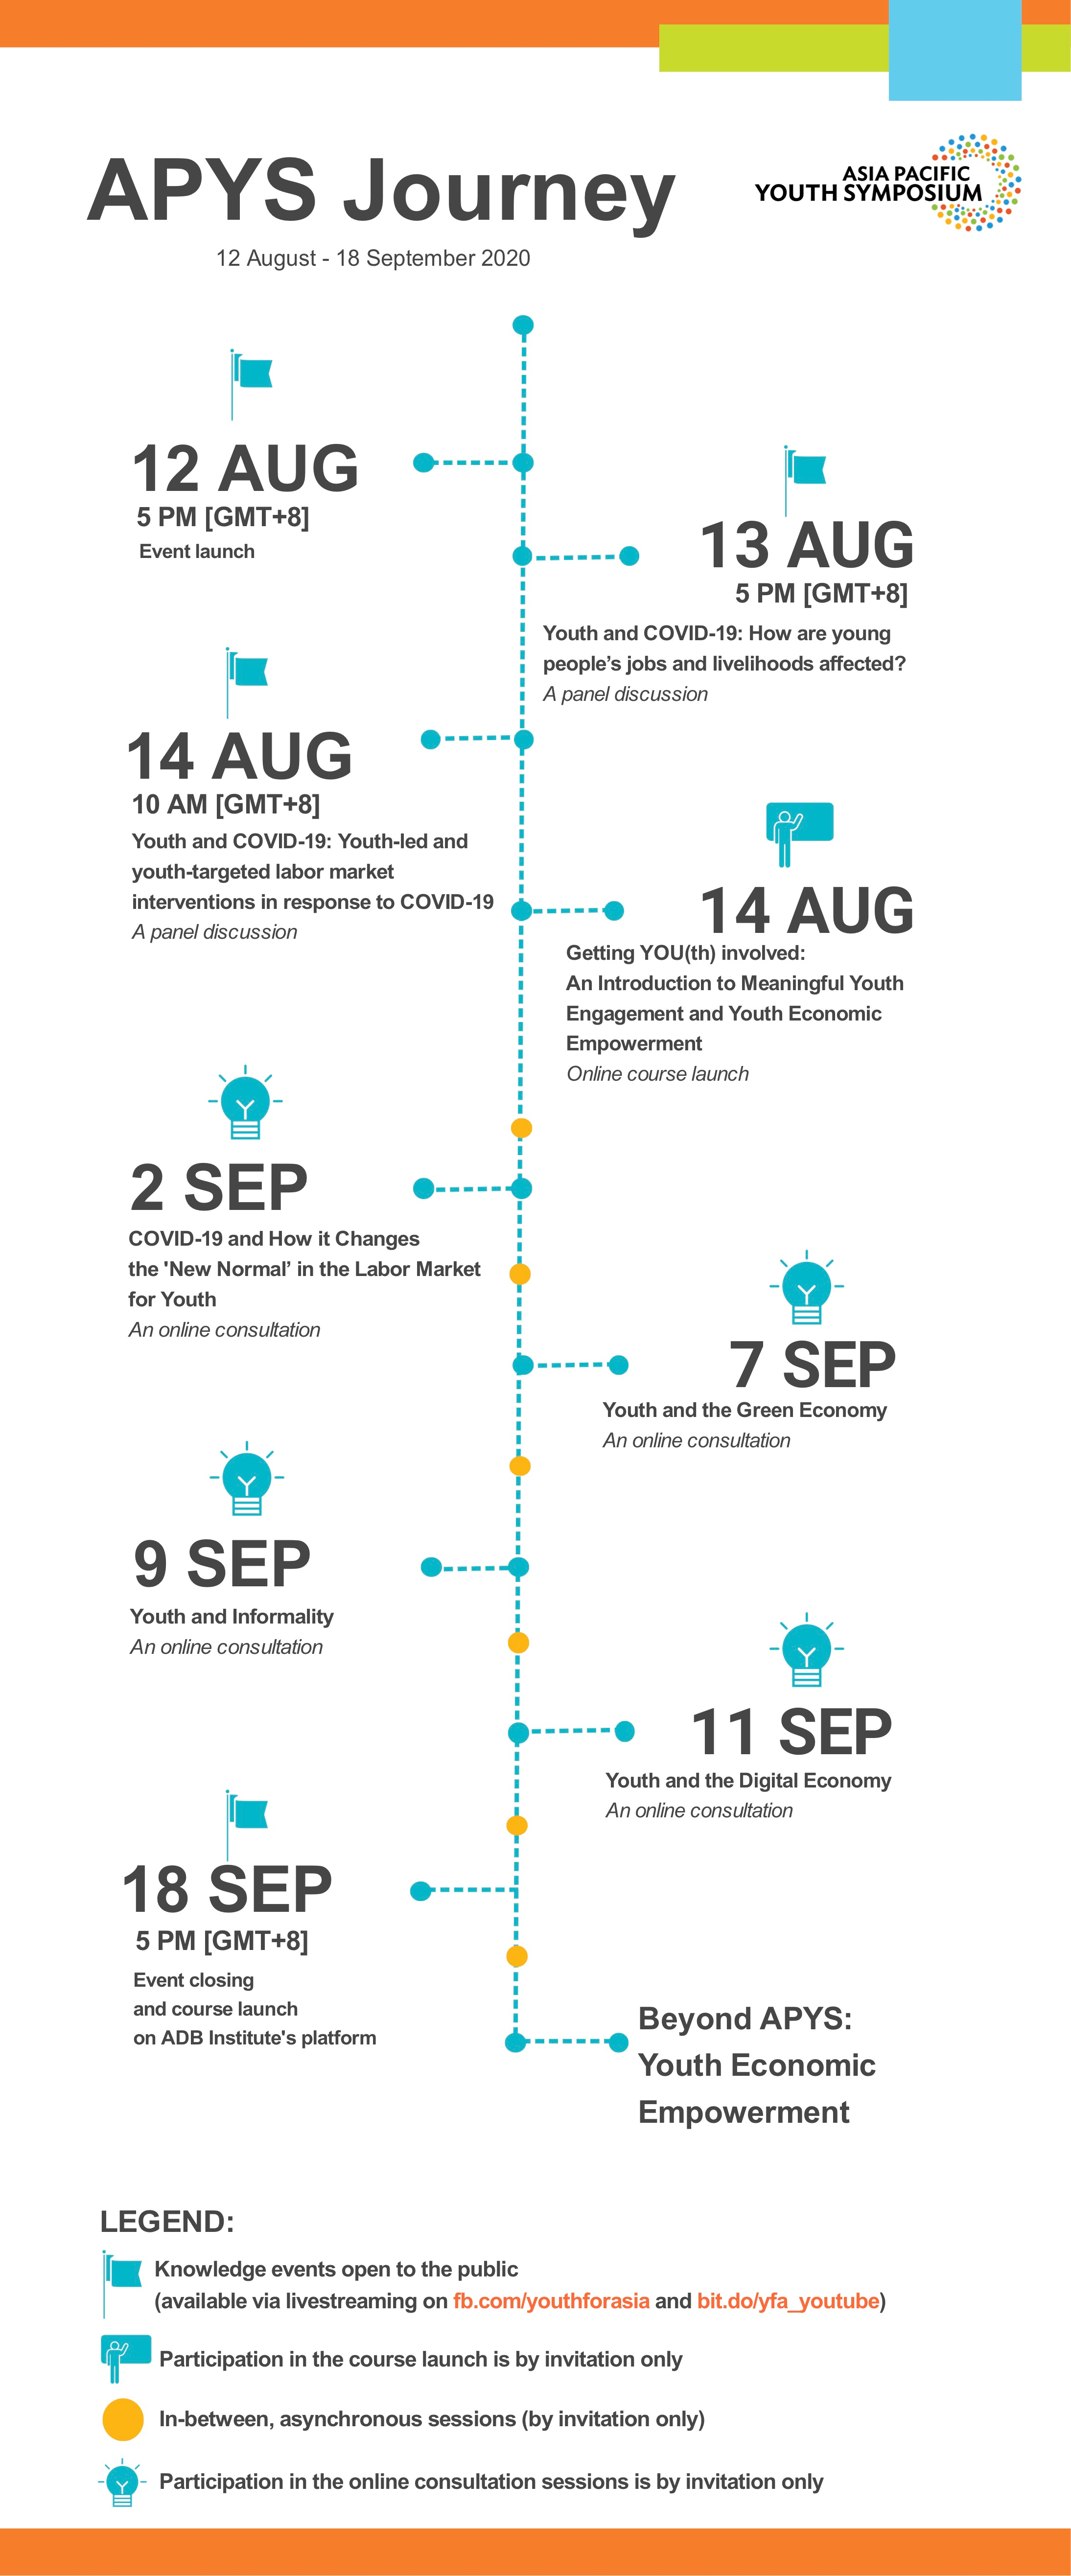 APYS Journey
ASIA PACIFIC
YOUTH SYMPOSIUM
12 August - 18 September 2020
12 AUG
5 PM [GMT+8]
Event launch
13 AUG
5 PM [GMT+8]
Youth and COVID-19: How are young
people’s jobs and livelihoods affected?
A panel discussion
14 AUG
10 AM [GMT+8]
Youth and COVID-19: Youth-led and
youth-targeted labor market
interventions in response to COVID-19
A panel discussion
14 AUG
Getting YOU(th) involved:
An Introduction to Meaningful Youth
Engagement and Youth Economic
Empowerment
Online course launch
2 SEP
COVID-19 and How it Changes
the 'New Normal’ in the Labor Market
for Youth
An online consultation
7 SEP
Youth and the Green Economy
An online consultation
9 SEP
Youth and Informality
An online consultation
11 SEP
Youth and the Digital Economy
An online consultation
18 SEP
5 PM [GMT+8]
Event closing
and course launch
on ADB Institute's platform
Beyond APYS:
Youth Economic
Empowerment
LEGEND:
Knowledge events open to the public
(available via livestreaming on fb.com/youthforasia and bit.do/yfa_youtube)
Participation in the course launch is by invitation only
In-between, asynchronous sessions (by invitation only)
Participation in the online consultation sessions is by invitation only